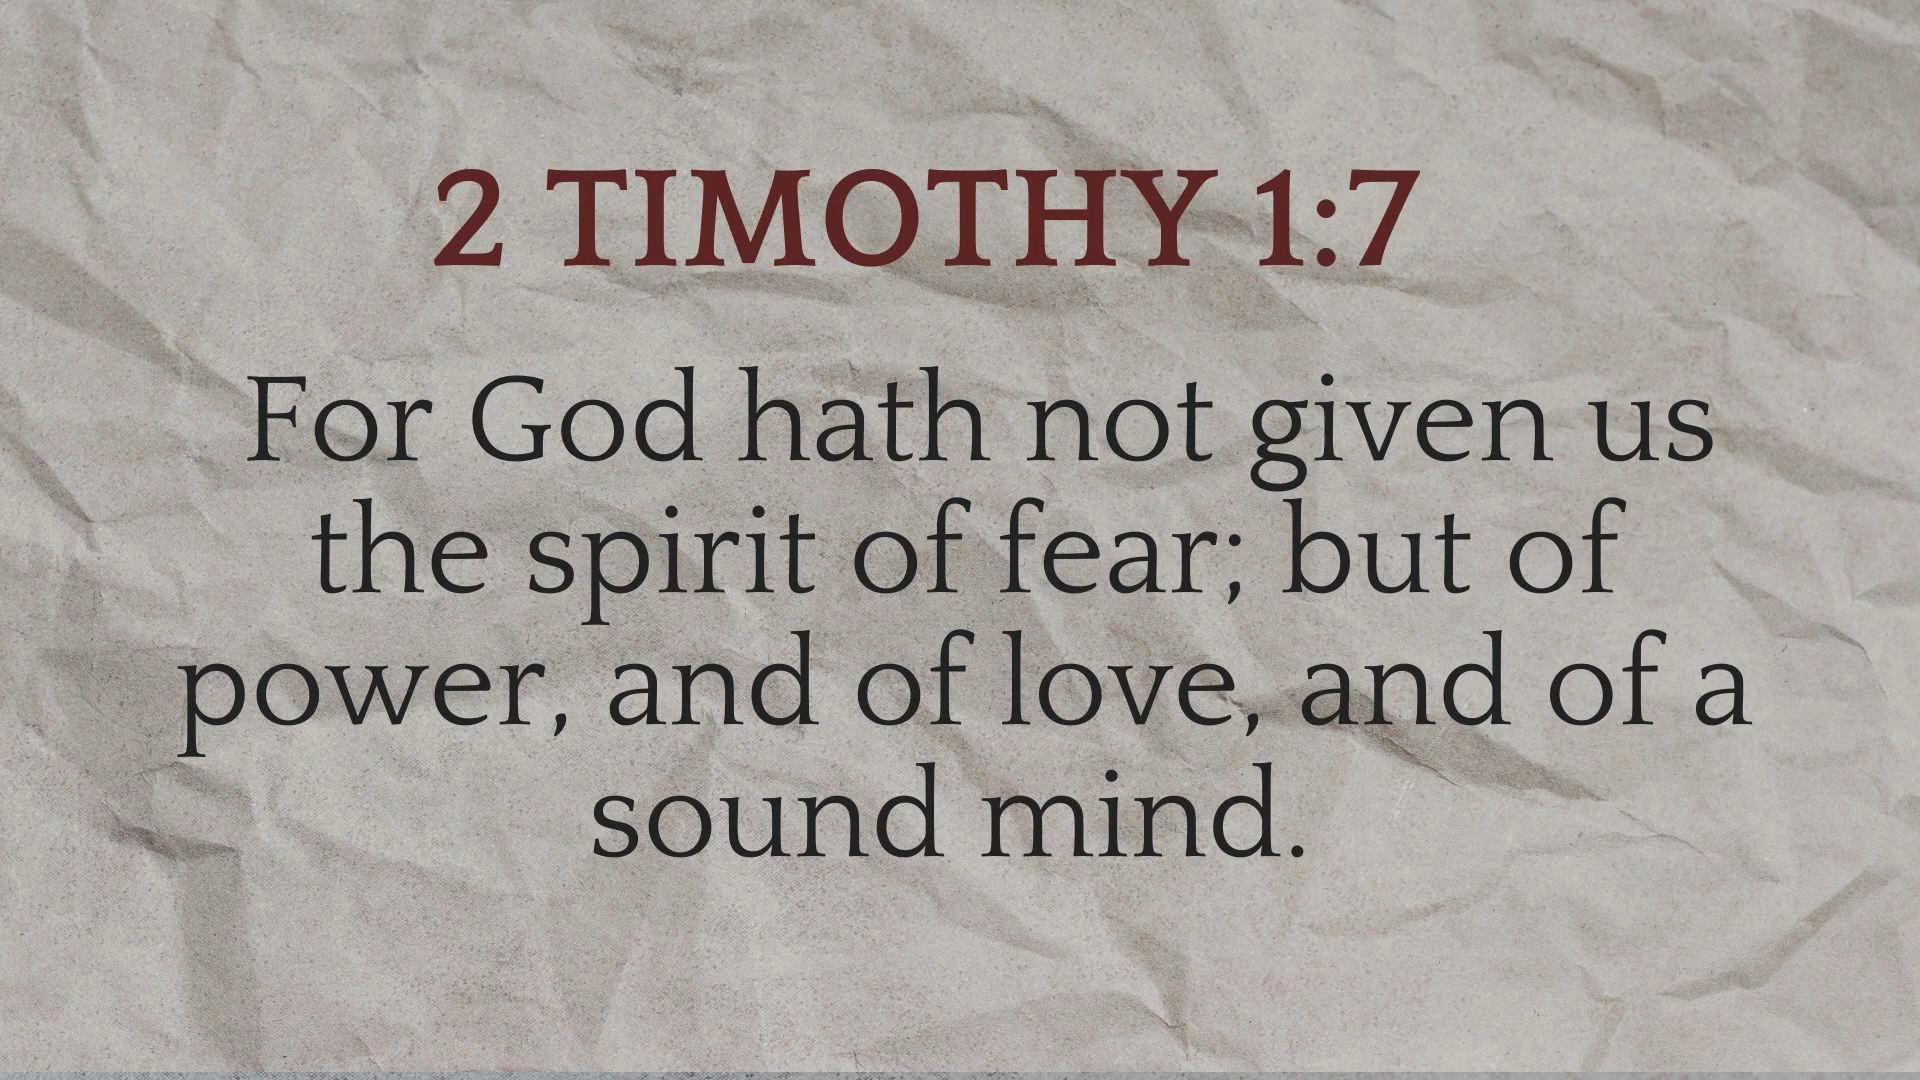 2 TIMOTHY 1:7
For God hath not given us
the spirit of fear; but of
power, and of love, and of a
sound mind.